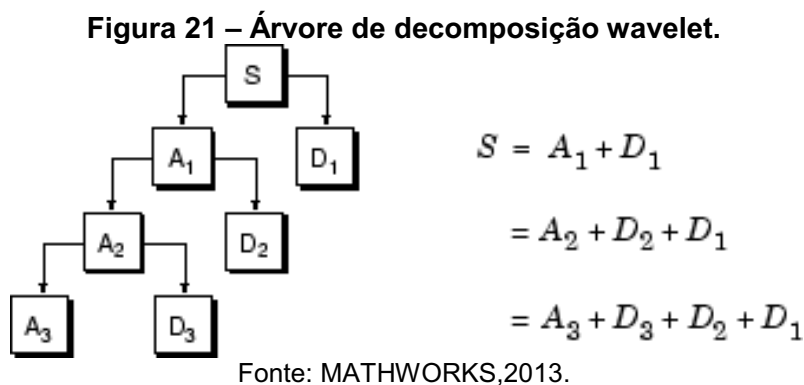 Figura 21 – Árvore de decomposição wavelet.
S
A₁ D₁
S = A₁ + D₁
A₂ D₂
= A₂ + D₂ + D₁
A₃ D₃
= A₃ + D₃ + D₂ + D₁
Fonte: MATHWORKS,2013.